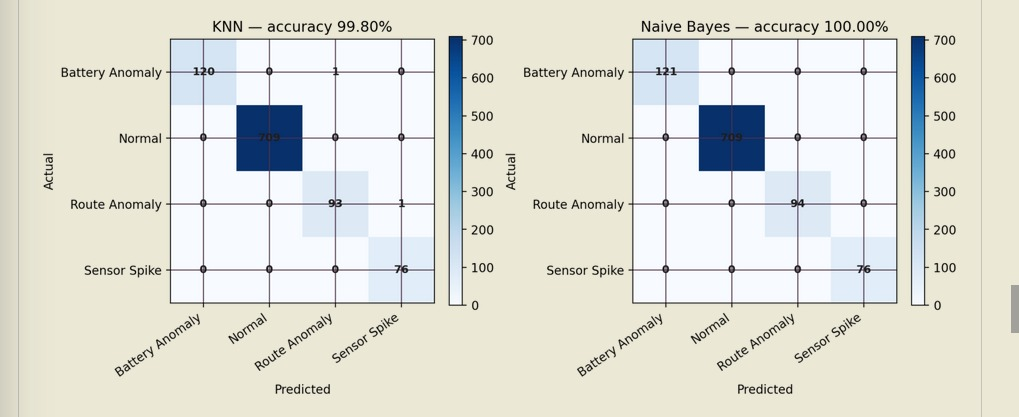 KNN — accuracy 99.80%
Battery Anomaly 120 0 1 0
Normal 0 709 0 0
Route Anomaly 0 0 93 1
Sensor Spike 0 0 0 76
Actual
Battery Anomaly Normal Route Anomaly Sensor Spike
Predicted
700
600
500
400
300
200
100
0
Naive Bayes — accuracy 100.00%
Battery Anomaly 121 0 0 0
Normal 0 709 0 0
Route Anomaly 0 0 94 0
Sensor Spike 0 0 0 76
Actual
Battery Anomaly Normal Route Anomaly Sensor Spike
Predicted
700
600
500
400
300
200
100
0